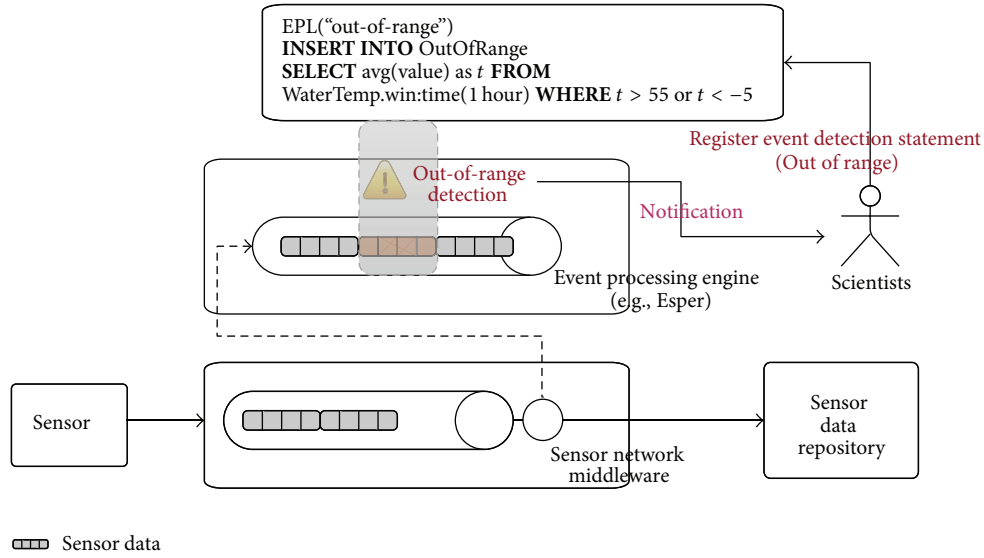 EPL(“out-of-range”)
INSERT INTO OutOfRange
SELECT avg(value) as t FROM
WaterTemp.win:time(1 hour) WHERE t > 55 or t < −5
Register event detection statement
(Out of range)
Out-of-range
detection
Notification
Event processing engine
(e.g., Esper)
Scientists
Sensor
Sensor network
middleware
Sensor
data
repository
Sensor data